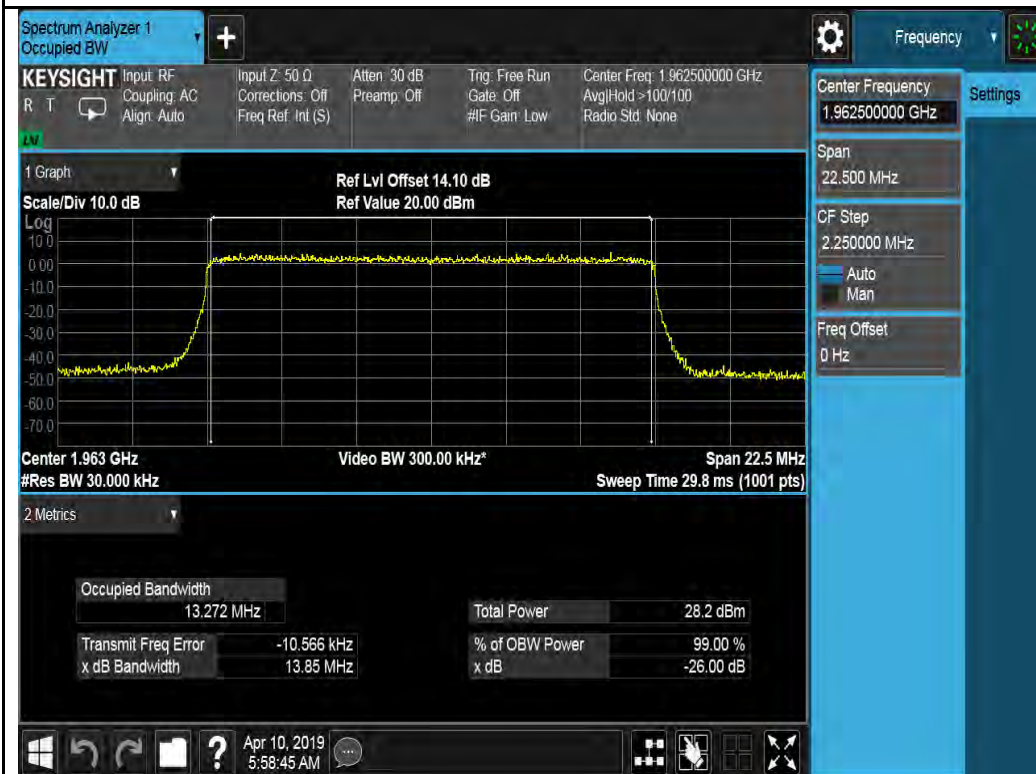 Spectrum Analyzer 1
Occupied BW
+
Frequency
KEYSIGHT
R T
Input: RF
Coupling: AC
Align: Auto
Input Z: 50 Ω
Corrections: Off
Freq Ref: Int (S)
Atten: 30 dB
Preamp: Off
Trig: Free Run
Gate: Off
#IF Gain: Low
Center Freq: 1.962500000 GHz
Avg|Hold >100/100
Radio Std: None
Center Frequency
1.962500000 GHz
Settings
Span
22.500 MHz
CF Step
2.250000 MHz
Auto
Man
Freq Offset
0 Hz
1 Graph
Scale/Div 10.0 dB
Ref Lvl Offset 14.10 dB
Ref Value 20.00 dBm
Log
10.0
0.00
-10.0
-20.0
-30.0
-40.0
-50.0
-60.0
-70.0
Center 1.963 GHz
Video BW 300.00 kHz*
Span 22.5 MHz
#Res BW 30.000 kHz
Sweep Time 29.8 ms (1001 pts)
2 Metrics
Occupied Bandwidth
13.272 MHz
Total Power 28.2 dBm
Transmit Freq Error -10.566 kHz
% of OBW Power 99.00 %
x dB Bandwidth 13.85 MHz
x dB -26.00 dB
?
Apr 10, 2019
5:58:45 AM